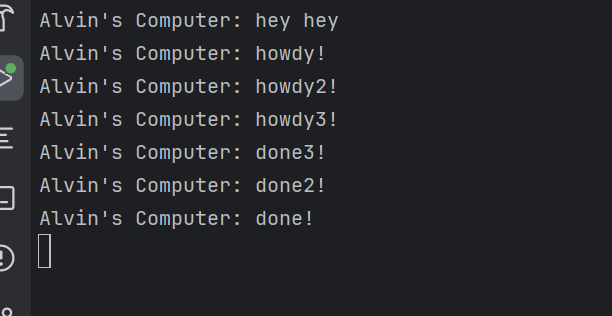 Alvin's Computer: hey hey
Alvin's Computer: howdy!
Alvin's Computer: howdy2!
Alvin's Computer: howdy3!
Alvin's Computer: done3!
Alvin's Computer: done2!
Alvin's Computer: done!